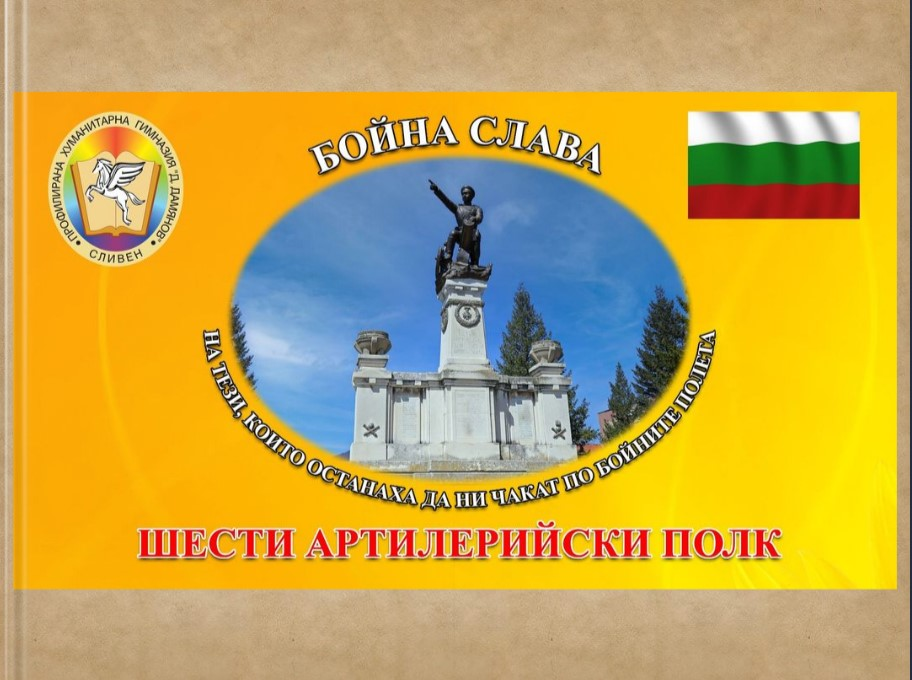 ПРОФИЛИРАНА ХУМАНИТАРНА ГИМНАЗИЯ "Д. ДАМЯНОВ"
• СЛИВЕН •
БОЙНА СЛАВА
НА ТЕЗИ, КОИТО ОСТАНАХА ДА НИ ЧАКАТ ПО БОЙНИТЕ ПОЛЕТА
ШЕСТИ АРТИЛЕРИЙСКИ ПОЛК